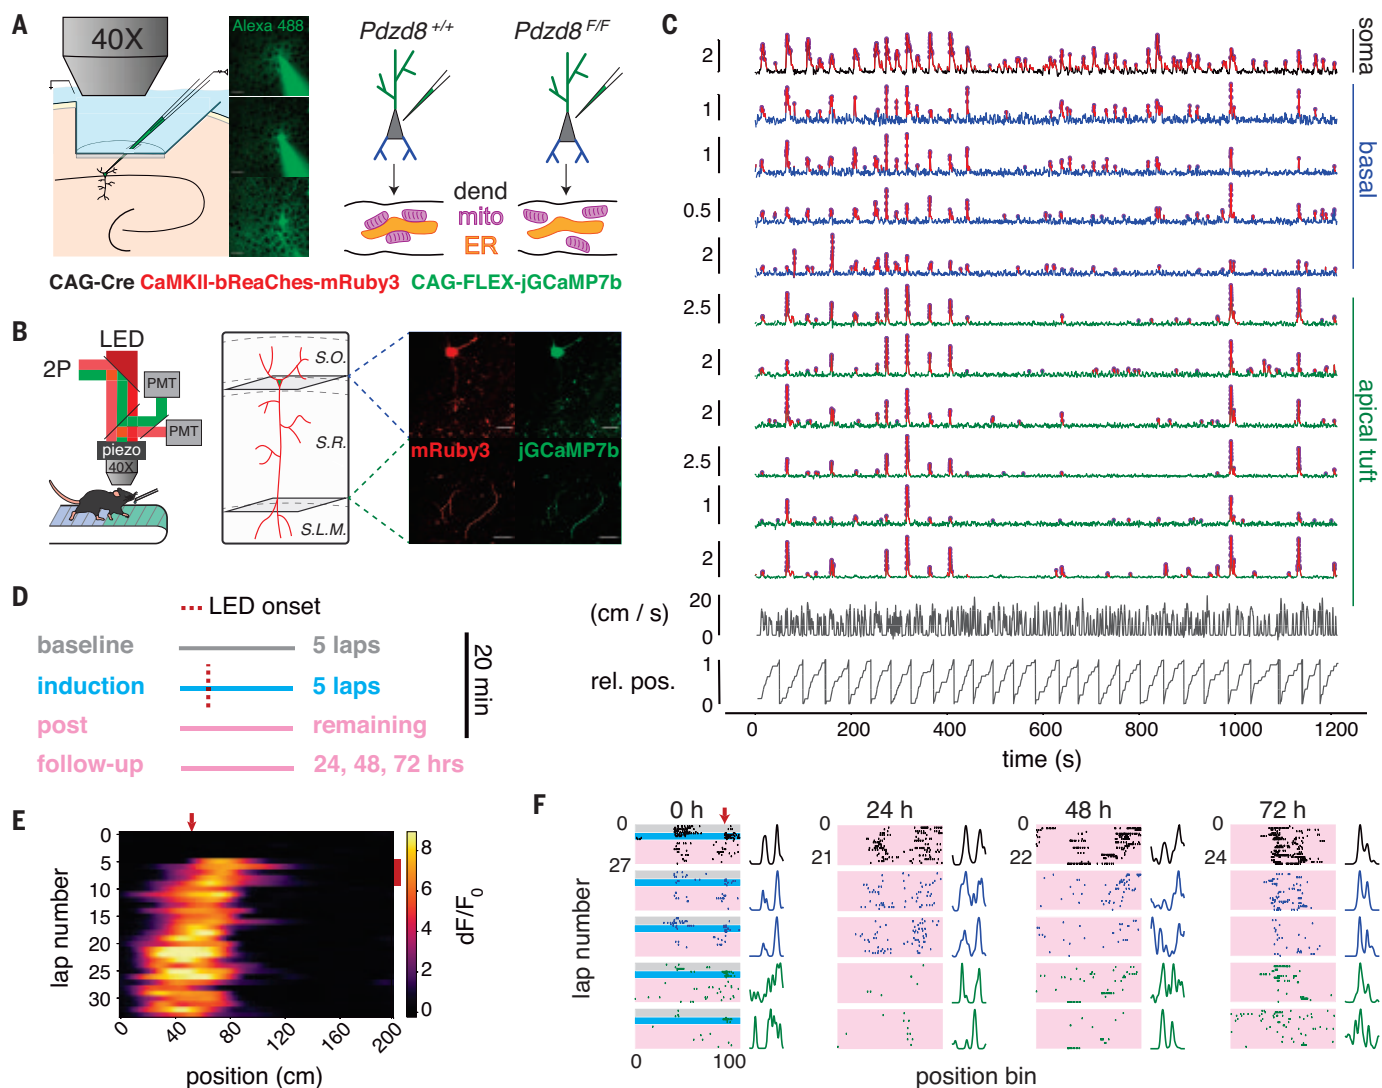 A
40X
Alexa 488
Pdzd8 +/+
Pdzd8 F/F
dend
mito
ER
CAG-Cre CaMKII-bReaChes-mRuby3 CAG-FLEX-jGCaMP7b
B
LED
2P
PMT
PMT
piezo
40X
S.O.
S.R.
S.L.M.
mRuby3
jGCaMP7b
C
soma
basal
apical tuft
2
1
1
0.5
2
2.5
2
2
2.5
1
2
(cm / s)
20
0
rel. pos.
1
0
0 200 400 600 800 1000 1200
time (s)
D
LED onset
baseline 5 laps
induction 5 laps
post remaining
follow-up 24, 48, 72 hrs
20 min
E
lap number
0
5
10
15
20
25
30
0 40 80 120 160 200
position (cm)
8
6
4
2
0
dF/F0
F
0 h 24 h 48 h 72 h
0 0 0 0
27 21 22 24
lap number
0 100
position bin